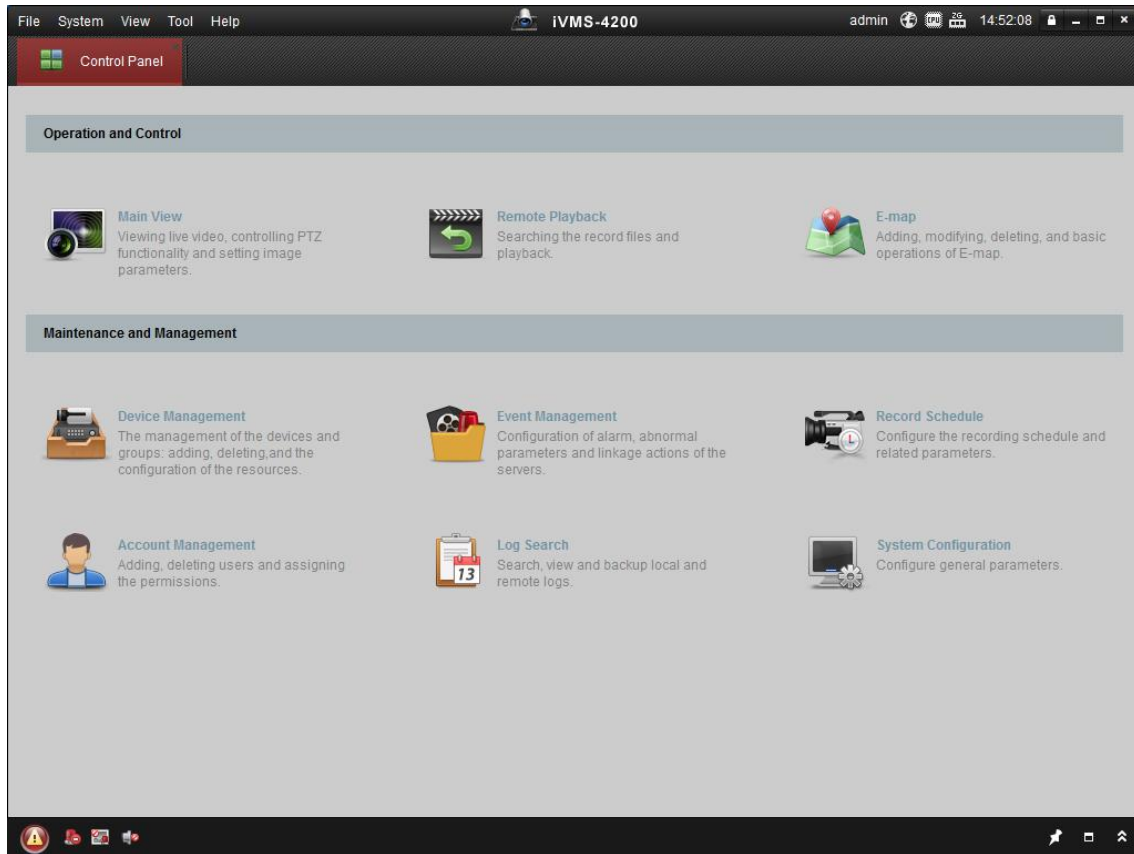 File System View Tool Help iVMS-4200 admin CPU 2G 14:52:08
Control Panel
Operation and Control
Main View
Viewing live video, controlling PTZ
functionality and setting image
parameters.
Remote Playback
Searching the record files and
playback.
E-map
Adding, modifying, deleting, and basic
operations of E-map.
Maintenance and Management
Device Management
The management of the devices and
groups: adding, deleting,and the
configuration of the resources.
Event Management
Configuration of alarm, abnormal
parameters and linkage actions of the
servers.
Record Schedule
Configure the recording schedule and
related parameters.
Account Management
Adding, deleting users and assigning
the permissions.
13
Log Search
Search, view and backup local and
remote logs.
System Configuration
Configure general parameters.